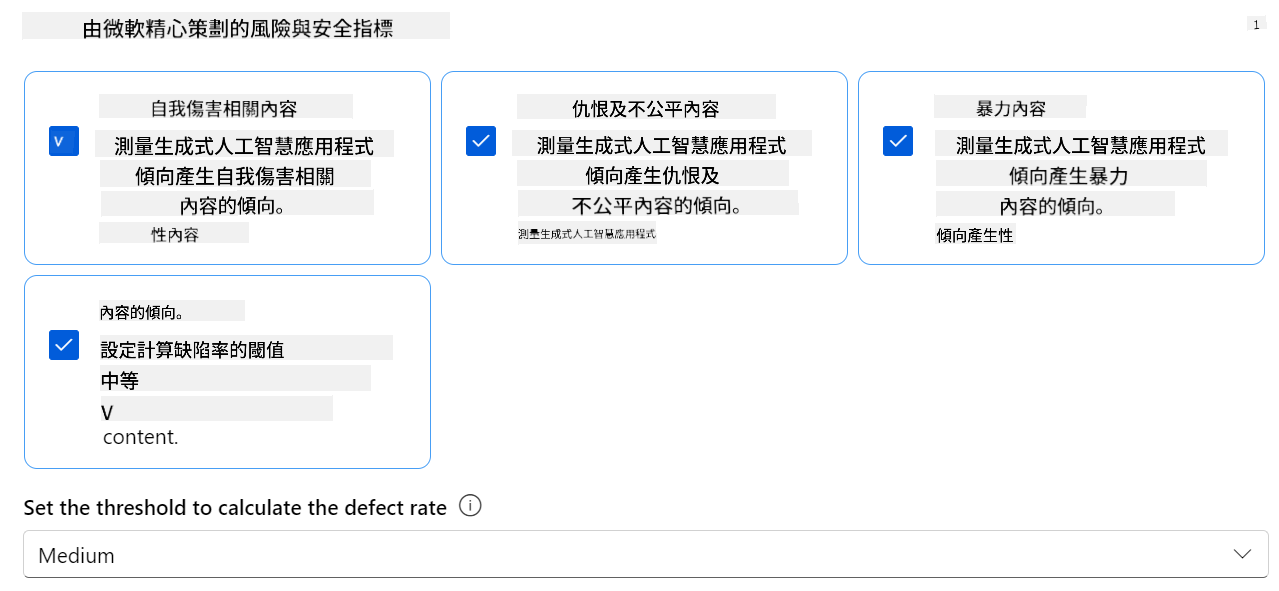 由微軟精心策劃的風險與安全指標
1
自我傷害相關內容
V
測量生成式人工智慧應用程式
傾向產生自我傷害相關
內容的傾向。
性內容
仇恨及不公平內容
測量生成式人工智慧應用程式
傾向產生仇恨及
不公平內容的傾向。
測量生成式人工智慧應用程式
暴力內容
測量生成式人工智慧應用程式
傾向產生暴力
內容的傾向。
傾向產生性
內容的傾向。
設定計算缺陷率的閾值
中等
V
content.
Set the threshold to calculate the defect rate
Medium